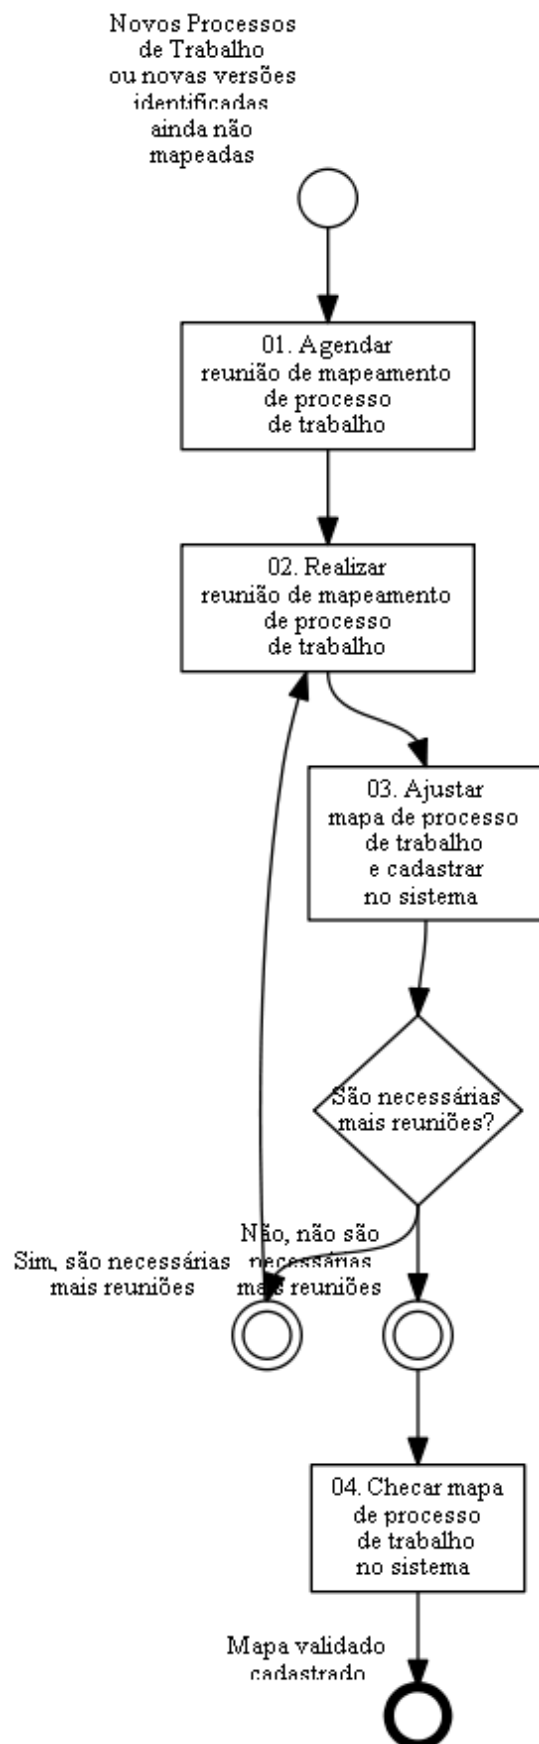 Novos Processos
de Trabalho
ou novas versões
identificadas
ainda não
mapeadas
01. Agendar
reunião de mapeamento
de processo
de trabalho
02. Realizar
reunião de mapeamento
de processo
de trabalho
03. Ajustar
mapa de processo
de trabalho
e cadastrar
no sistema
São necessárias
mais reuniões?
Sim, são necessárias
mais reuniões
Não, não são
necessárias
mais reuniões
04. Checar mapa
de processo
de trabalho
no sistema
Mapa validado
cadastrado